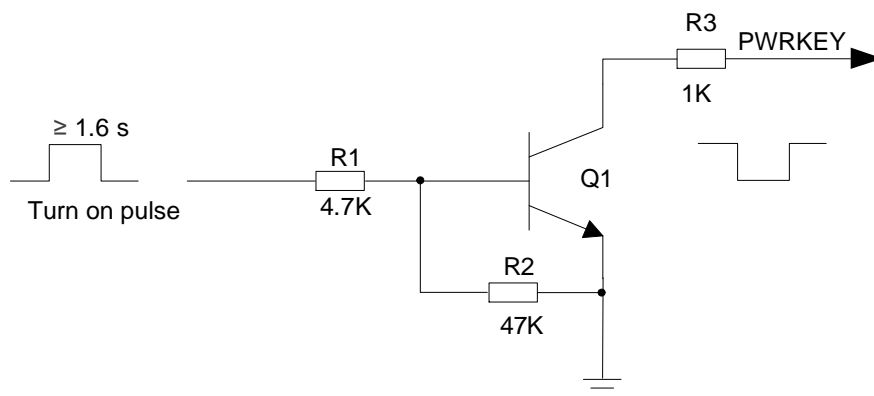 R3
PWRKEY
1K
≥ 1.6 s
R1
Q1
4.7K
Turn on pulse
R2
47K